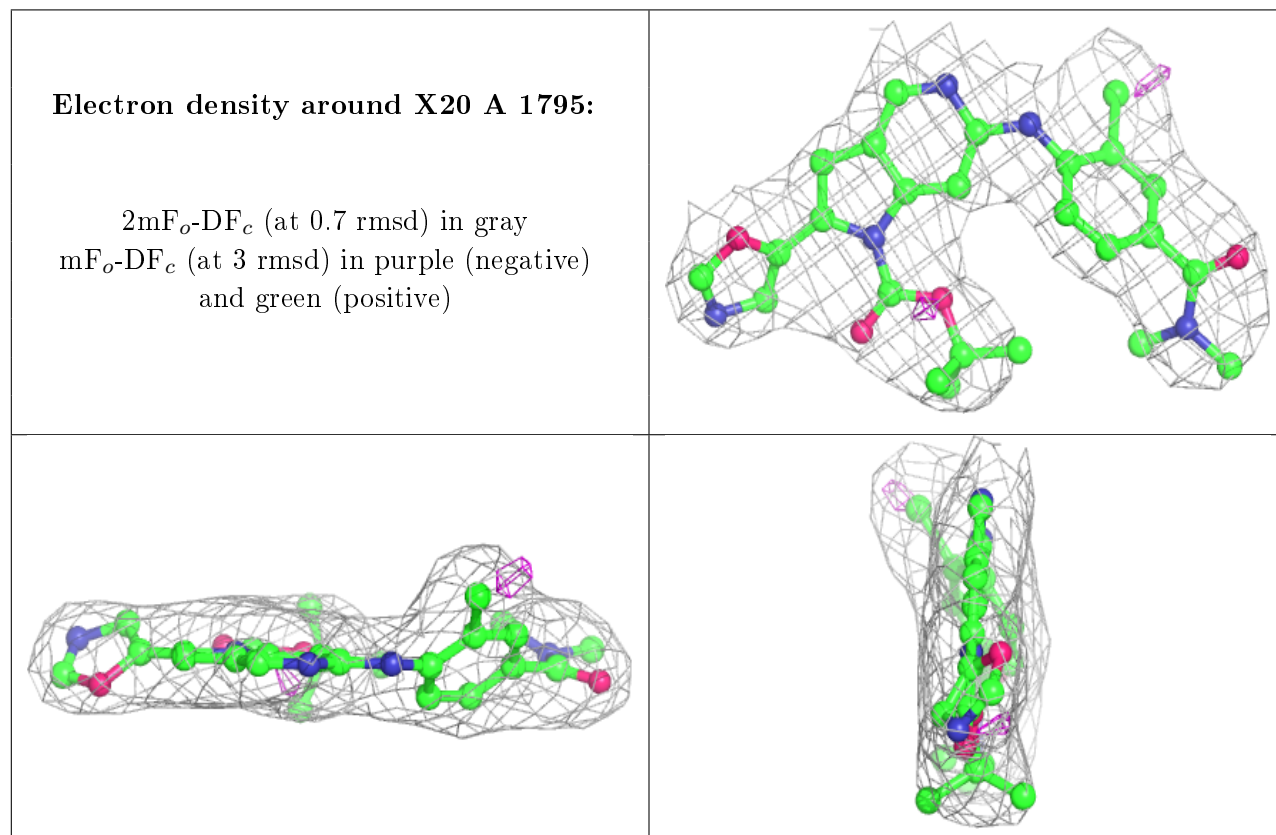 Electron density around X20 A 1795:
2mFₒ-DF𝒸 (at 0.7 rmsd) in gray
mFₒ-DF𝒸 (at 3 rmsd) in purple (negative)
and green (positive)